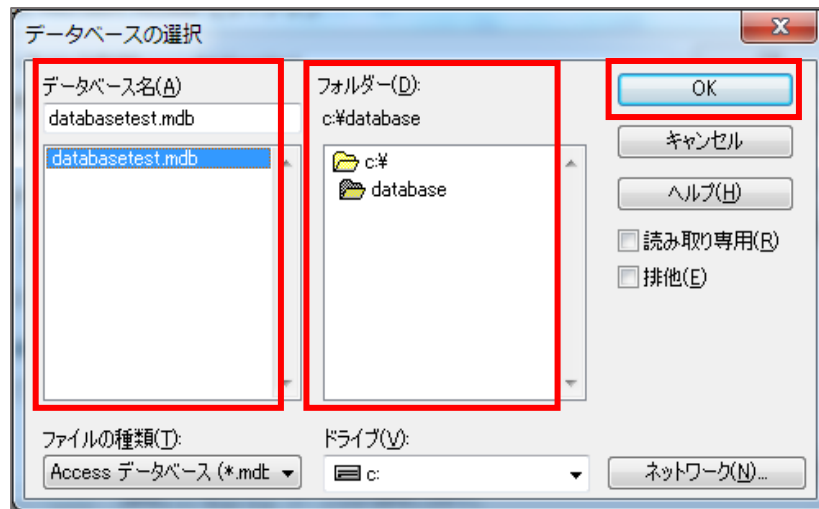 データベースの選択
データベース名(A)
databasetest.mdb
databasetest.mdb
フォルダー(D):
c:¥database
c:¥
database
OK
キャンセル
ヘルプ(H)
読み取り専用(R)
排他(E)
ファイルの種類(T):
Access データベース (*.mdb
ドライブ(V):
c:
ネットワーク(N)...